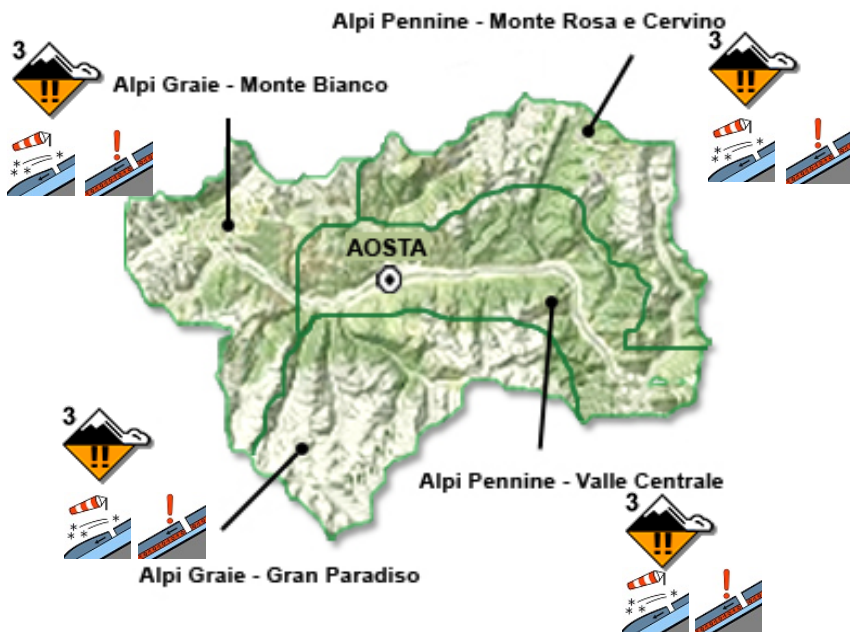 Alpi Pennine - Monte Rosa e Cervino
3
3
Alpi Graie - Monte Bianco
AOSTA
3
Alpi Pennine - Valle Centrale
3
Alpi Graie - Gran Paradiso